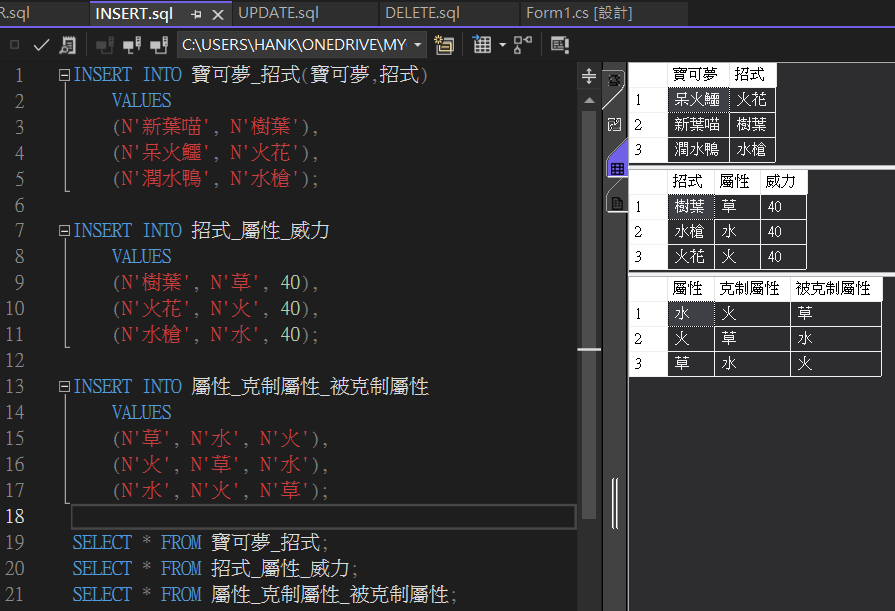 R.sql INSERT.sql UPDATE.sql DELETE.sql Form1.cs [設計]
C:\USERS\HANK\ONEDRIVE\MY
1 INSERT INTO 寶可夢_招式(寶可夢,招式)
2 VALUES
3 (N'新葉喵', N'樹葉'),
4 (N'呆火鱷', N'火花'),
5 (N'潤水鴨', N'水槍');
6
7 INSERT INTO 招式_屬性_威力
8 VALUES
9 (N'樹葉', N'草', 40),
10 (N'火花', N'火', 40),
11 (N'水槍', N'水', 40);
12
13 INSERT INTO 屬性_克制屬性_被克制屬性
14 VALUES
15 (N'草', N'水', N'火'),
16 (N'火', N'草', N'水'),
17 (N'水', N'火', N'草');
18
19 SELECT * FROM 寶可夢_招式;
20 SELECT * FROM 招式_屬性_威力;
21 SELECT * FROM 屬性_克制屬性_被克制屬性;
寶可夢 招式
1 呆火鱷 火花
2 新葉喵 樹葉
3 潤水鴨 水槍
招式 屬性 威力
1 樹葉 草 40
2 水槍 水 40
3 火花 火 40
屬性 克制屬性 被克制屬性
1 水 火 草
2 火 草 水
3 草 水 火